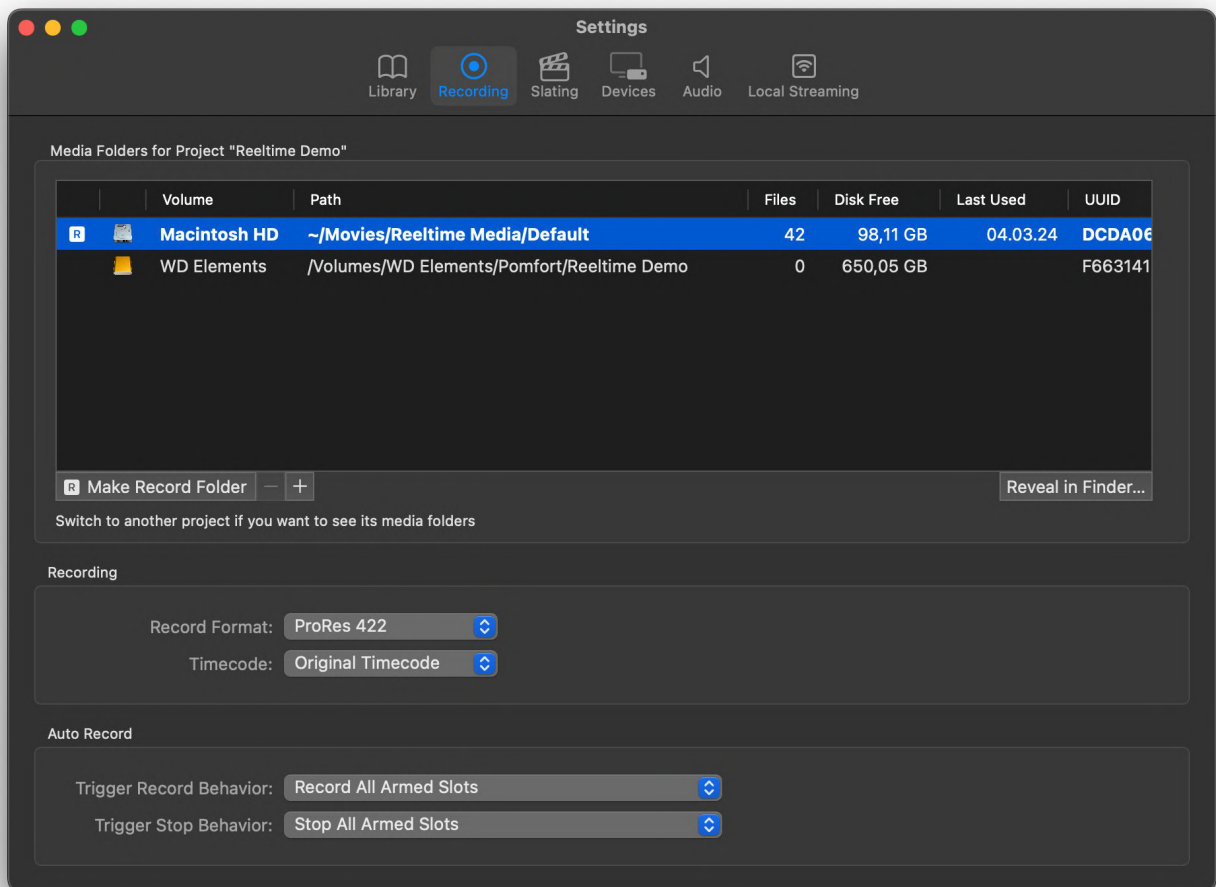 Settings
Library Recording Slating Devices Audio Local Streaming
Media Folders for Project "Reeltime Demo"
Volume Path Files Disk Free Last Used UUID
R Macintosh HD ~/Movies/Reeltime Media/Default 42 98,11 GB 04.03.24 DCDA06
WD Elements /Volumes/WD Elements/Pomfort/Reeltime Demo 0 650,05 GB F663141
R Make Record Folder − + Reveal in Finder...
Switch to another project if you want to see its media folders
Recording
Record Format: ProRes 422
Timecode: Original Timecode
Auto Record
Trigger Record Behavior: Record All Armed Slots
Trigger Stop Behavior: Stop All Armed Slots